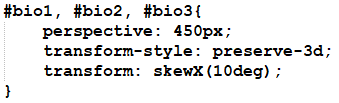 #bio1, #bio2, #bio3{
perspective: 450px;
transform-style: preserve-3d;
transform: skewX(10deg);
}